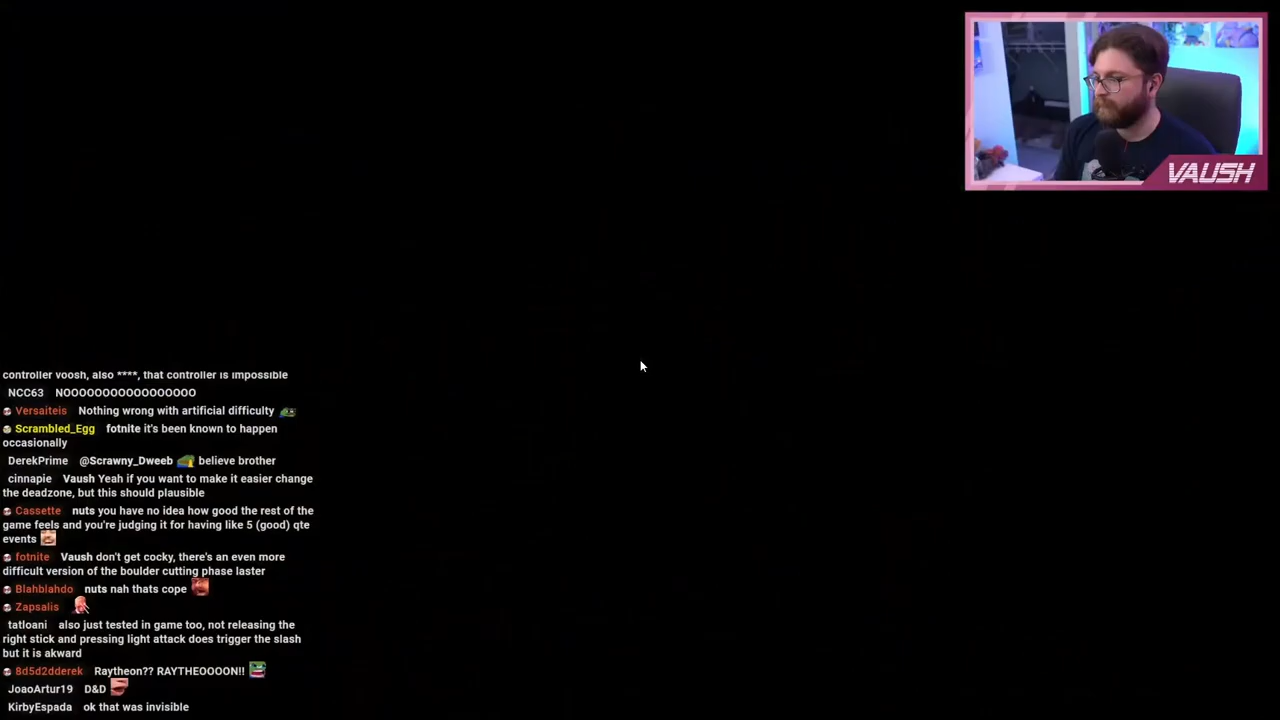 VAUSH
controller voosh, also ****, that controller is impossible
NCC63 NOOOOOOOOOOOOOOOOO
Versaiteis Nothing wrong with artificial difficulty
Scrambled_Egg fotnite it's been known to happen
occasionally
DerekPrime @Scrawny_Dweeb believe brother
cinnapie Vaush Yeah if you want to make it easier change
the deadzone, but this should plausible
Cassette nuts you have no idea how good the rest of the
game feels and you're judging it for having like 5 (good) qte
events
fotnite Vaush don't get cocky, there's an even more
difficult version of the boulder cutting phase laster
Blahblahdo nuts nah thats cope
Zapsalis
tatloani also just tested in game too, not releasing the
right stick and pressing light attack does trigger the slash
but it is akward
8d5d2dderek Raytheon?? RAYTHEOOOON!!
JoaoArtur19 D&D
KirbyEspada ok that was invisible